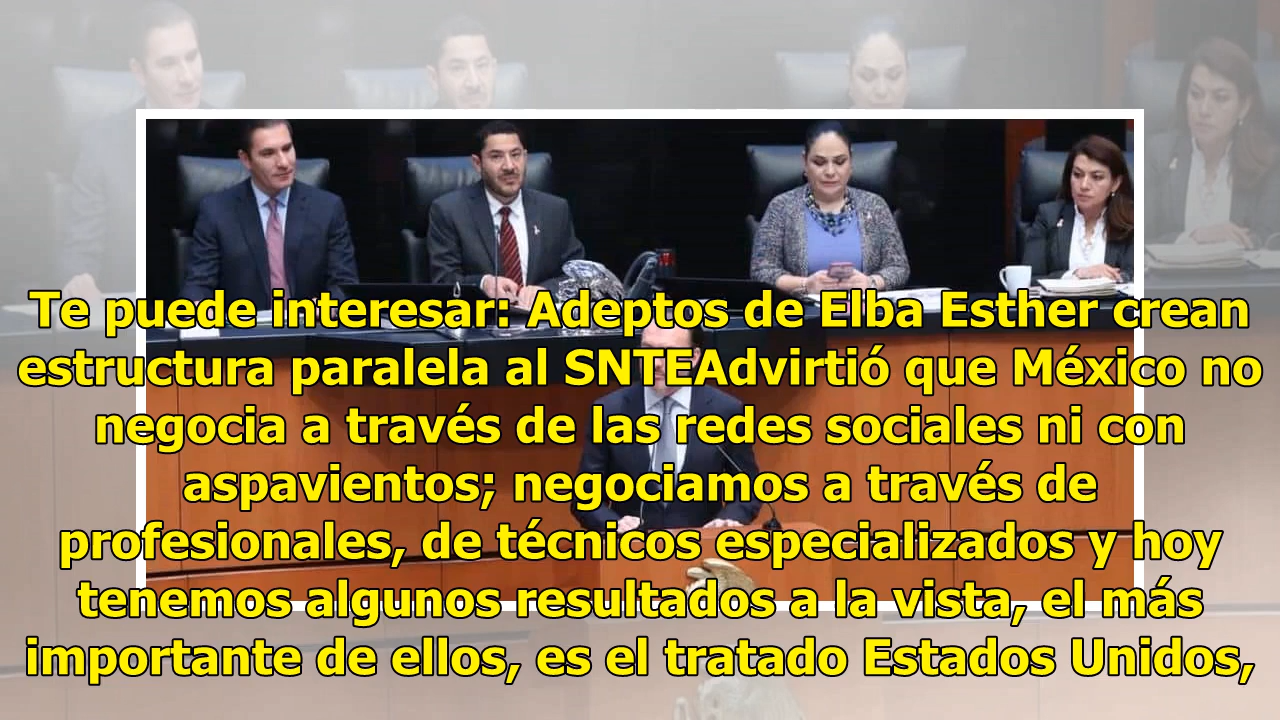 Te puede interesar: Adeptos de Elba Esther crean
estructura paralela al SNTEAdvirtió que México no
negocia a través de las redes sociales ni con
aspavientos; negociamos a través de
profesionales, de técnicos especializados y hoy
tenemos algunos resultados a la vista, el más
importante de ellos, es el tratado Estados Unidos,